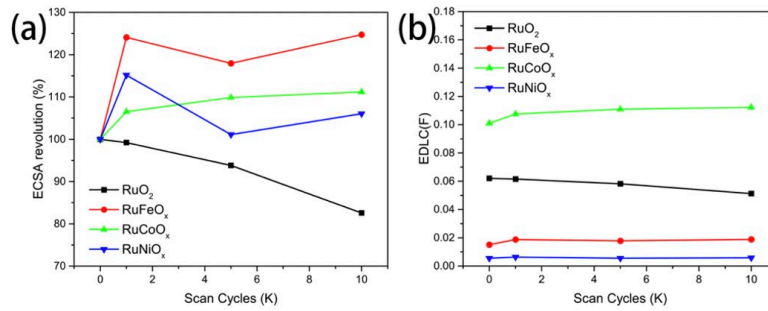 (a)
130
120
110
100
90
80
70
ECSA revolution (%)
RuO₂
RuFeOₓ
RuCoOₓ
RuNiOₓ
0 2 4 6 8 10
Scan Cycles (K)
(b)
0.18
0.16
0.14
0.12
0.10
0.08
0.06
0.04
0.02
0.00
EDLC(F)
RuO₂
RuFeOₓ
RuCoOₓ
RuNiOₓ
0 2 4 6 8 10
Scan Cycles (K)